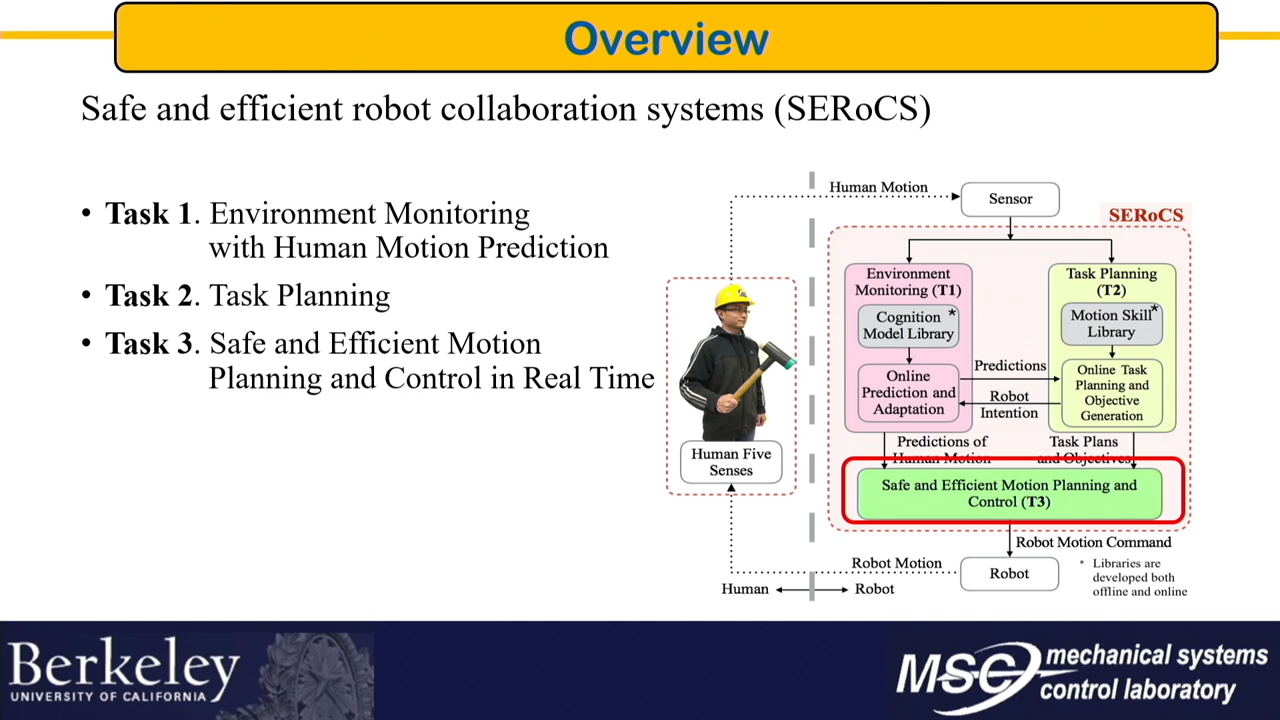 Overview
Safe and efficient robot collaboration systems (SERoCS)
• Task 1. Environment Monitoring
with Human Motion Prediction
• Task 2. Task Planning
• Task 3. Safe and Efficient Motion
Planning and Control in Real Time
Human Motion
Sensor
SERoCS
Environment
Monitoring (T1)
Cognition *
Model Library
Online
Prediction and
Adaptation
Task Planning
(T2)
Motion Skill *
Library
Online Task
Planning and
Objective
Generation
Predictions
Robot
Intention
Predictions of
Human Motion
Task Plans
and Objectives
Human Five
Senses
Safe and Efficient Motion Planning and
Control (T3)
Robot Motion Command
Robot Motion
Robot
Human
Robot
* Libraries are
developed both
offline and online
Berkeley
UNIVERSITY OF CALIFORNIA
MSC
mechanical systems
control laboratory